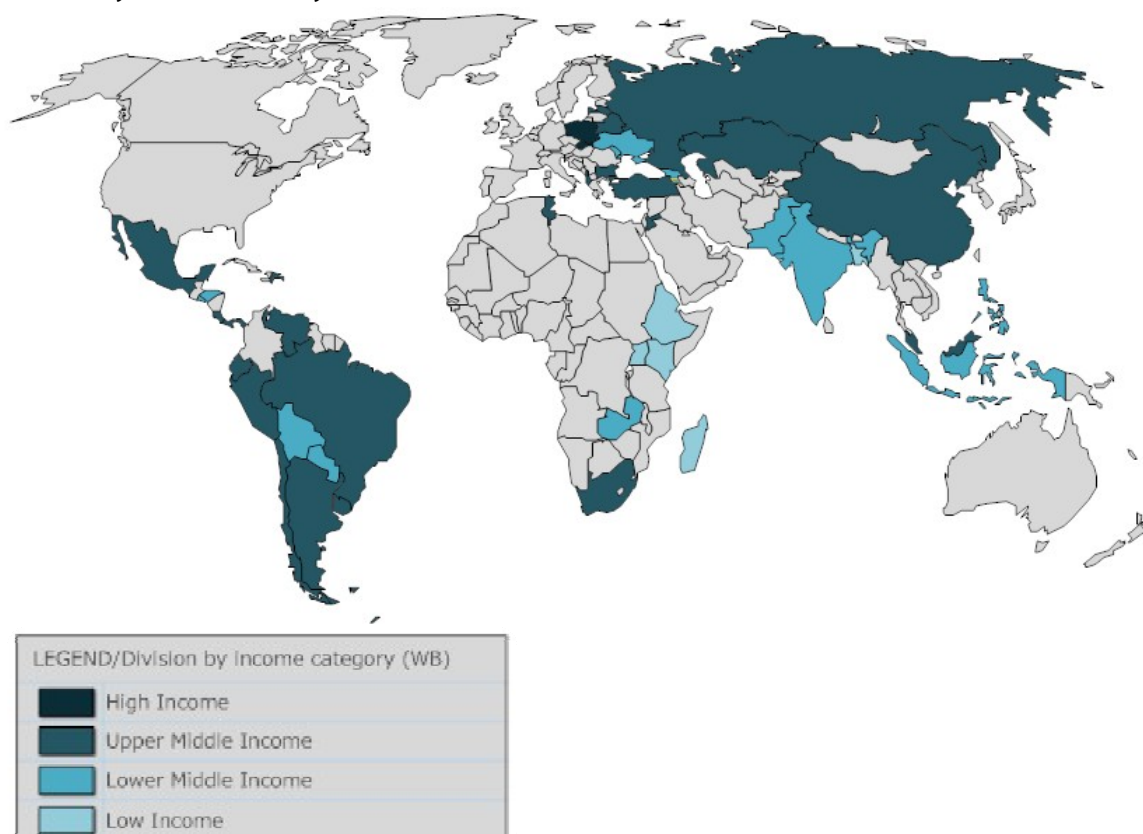 LEGEND/Division by income category (WB)
High Income
Upper Middle Income
Lower Middle Income
Low Income